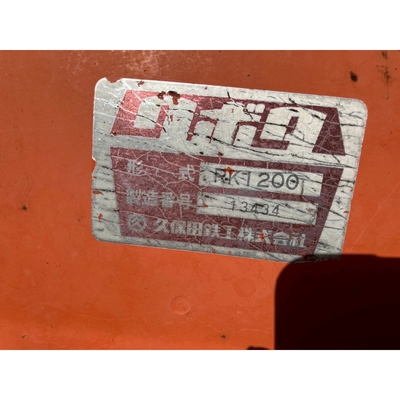 クボタ
形 式 RK1200
製造番号 13434
久保田鉄工株式会社